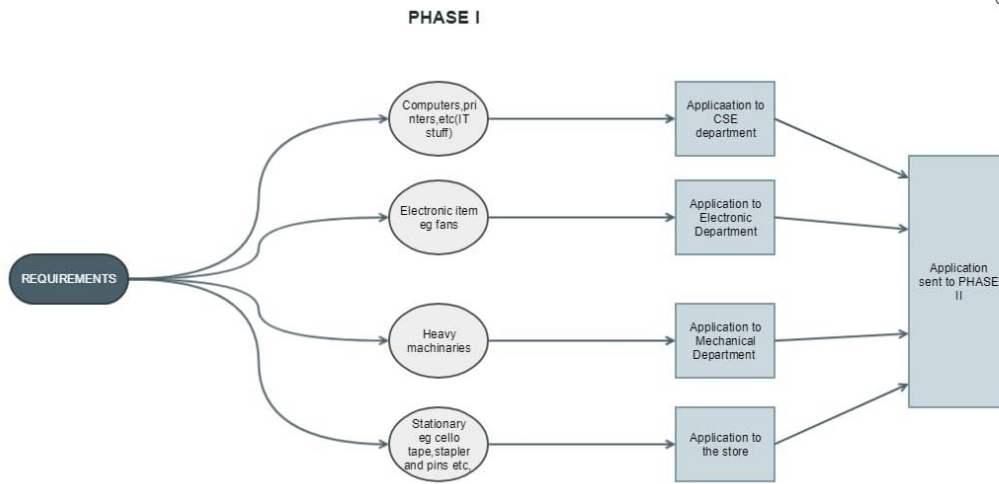 PHASE I
Computers,pri
nters,etc(IT
stuff)
Applicaation to
CSE
department
Electronic item
eg fans
Application to
Electronic
Department
REQUIREMENTS
Application
sent to PHASE
II
Heavy
machinaries
Application to
Mechanical
Department
Stationary
eg cello
tape,stapler
and pins etc,
Application to
the store